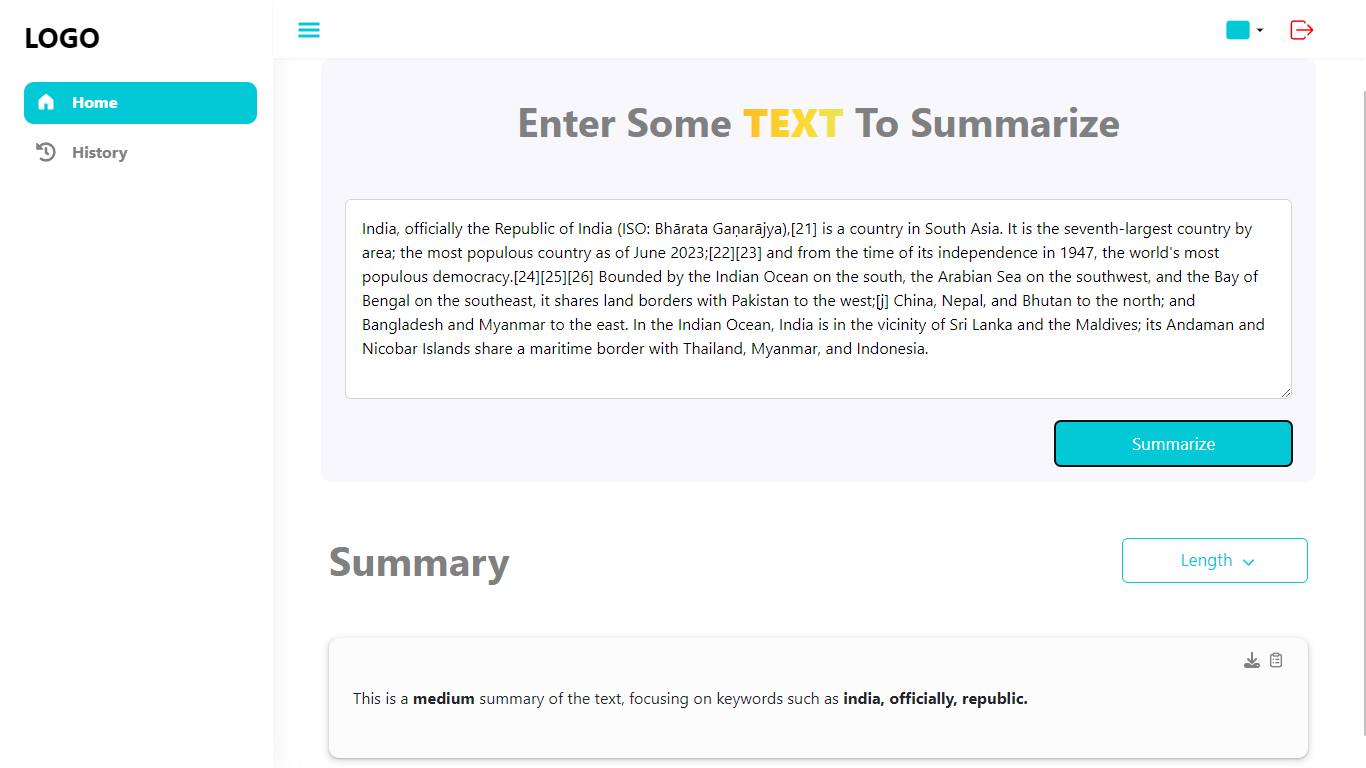 LOGO
Home
History
Enter Some TEXT To Summarize
India, officially the Republic of India (ISO: Bhārata Gaṇarājya),[21] is a country in South Asia. It is the seventh-largest country by
area; the most populous country as of June 2023;[22][23] and from the time of its independence in 1947, the world's most
populous democracy.[24][25][26] Bounded by the Indian Ocean on the south, the Arabian Sea on the southwest, and the Bay of
Bengal on the southeast, it shares land borders with Pakistan to the west;[j] China, Nepal, and Bhutan to the north; and
Bangladesh and Myanmar to the east. In the Indian Ocean, India is in the vicinity of Sri Lanka and the Maldives; its Andaman and
Nicobar Islands share a maritime border with Thailand, Myanmar, and Indonesia.
Summarize
Summary
Length
This is a medium summary of the text, focusing on keywords such as india, officially, republic.